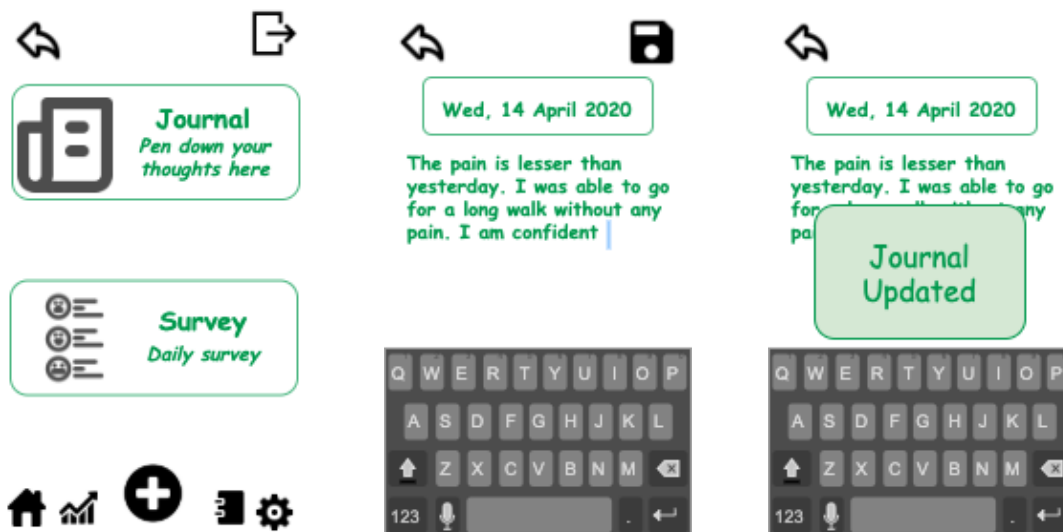 Journal
Pen down your
thoughts here
Survey
Daily survey
Wed, 14 April 2020
The pain is lesser than
yesterday. I was able to go
for a long walk without any
pain. I am confident
Q W E R T Y U I O P
A S D F G H J K L
Z X C V B N M
123 .
Wed, 14 April 2020
The pain is lesser than
yesterday. I was able to go
Journal
Updated
Q W E R T Y U I O P
A S D F G H J K L
Z X C V B N M
123 .